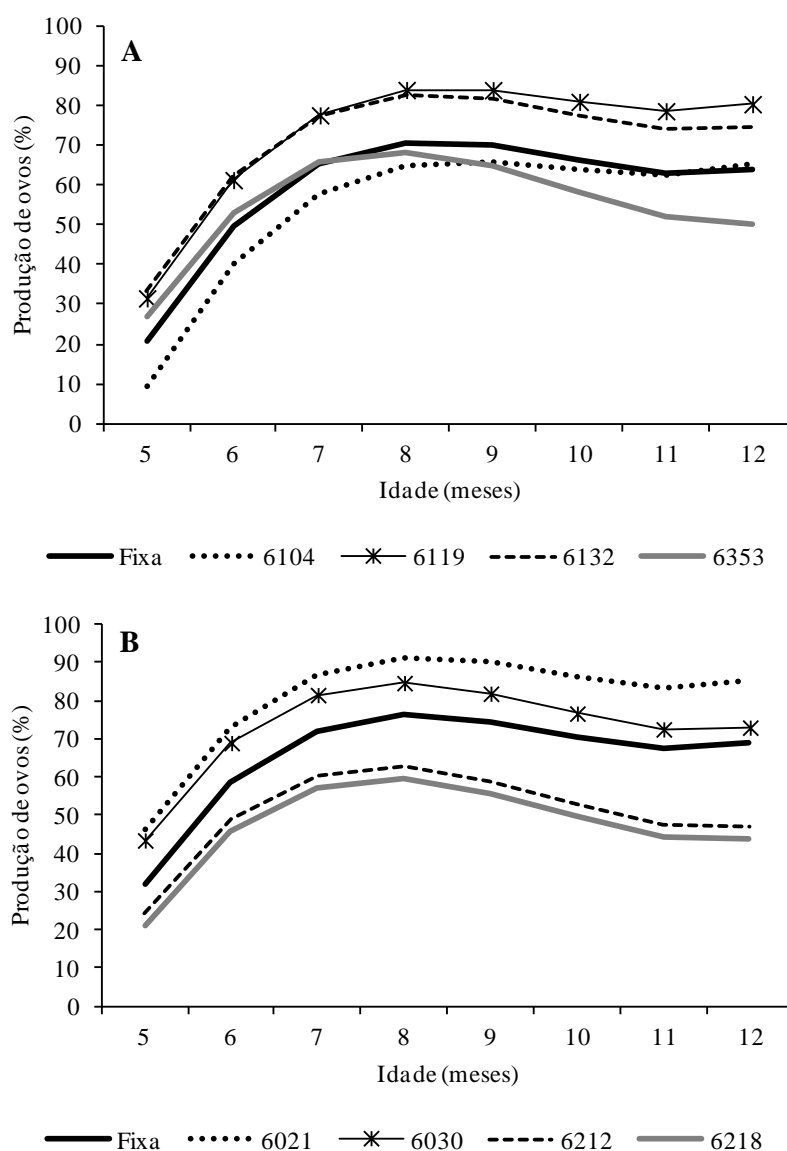 A
Produção de ovos (%)
100
90
80
70
60
50
40
30
20
10
0
5 6 7 8 9 10 11 12
Idade (meses)
Fixa 6104 6119 6132 6353
B
Produção de ovos (%)
100
90
80
70
60
50
40
30
20
10
0
5 6 7 8 9 10 11 12
Idade (meses)
Fixa 6021 6030 6212 6218